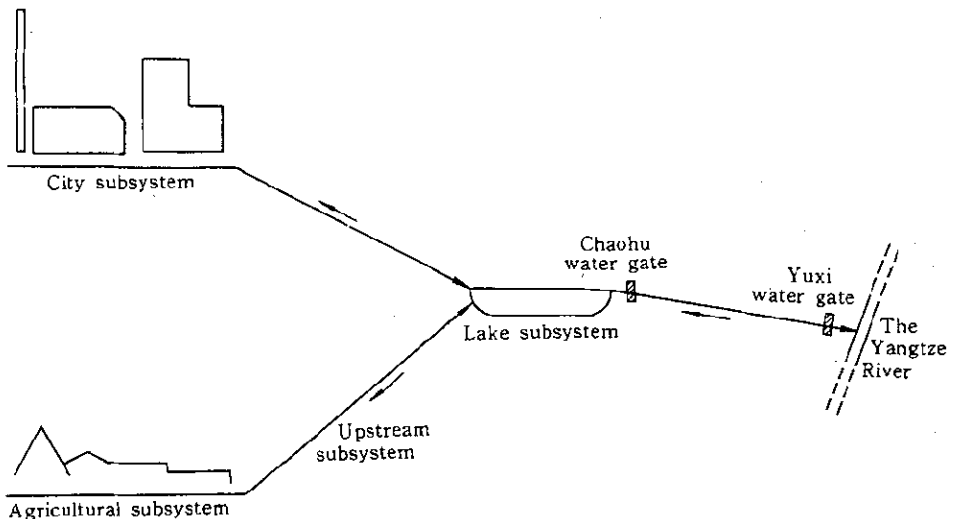 City subsystem
Chaohu
water gate
Yuxi
water gate
Lake subsystem
The
Yangtze
River
Upstream
subsystem
Agricultural subsystem